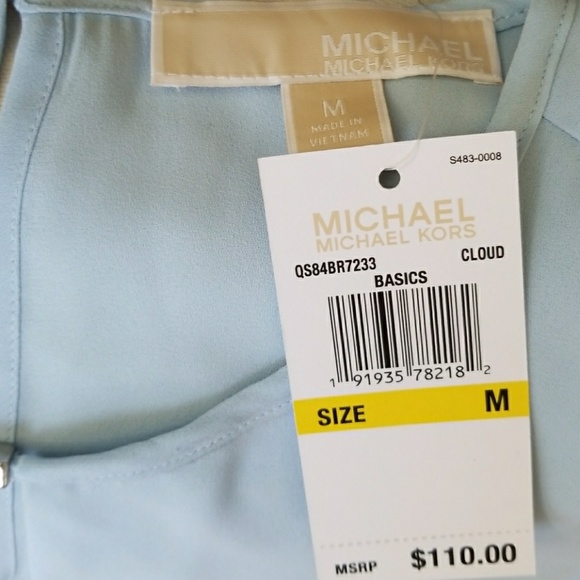 MICHAEL
MICHAEL KORS
M
MADE IN
VIETNAM
S483-0008
MICHAEL
MICHAEL KORS
QS84BR7233 CLOUD
BASICS
1 91935 78218 2
SIZE M
MSRP $110.00